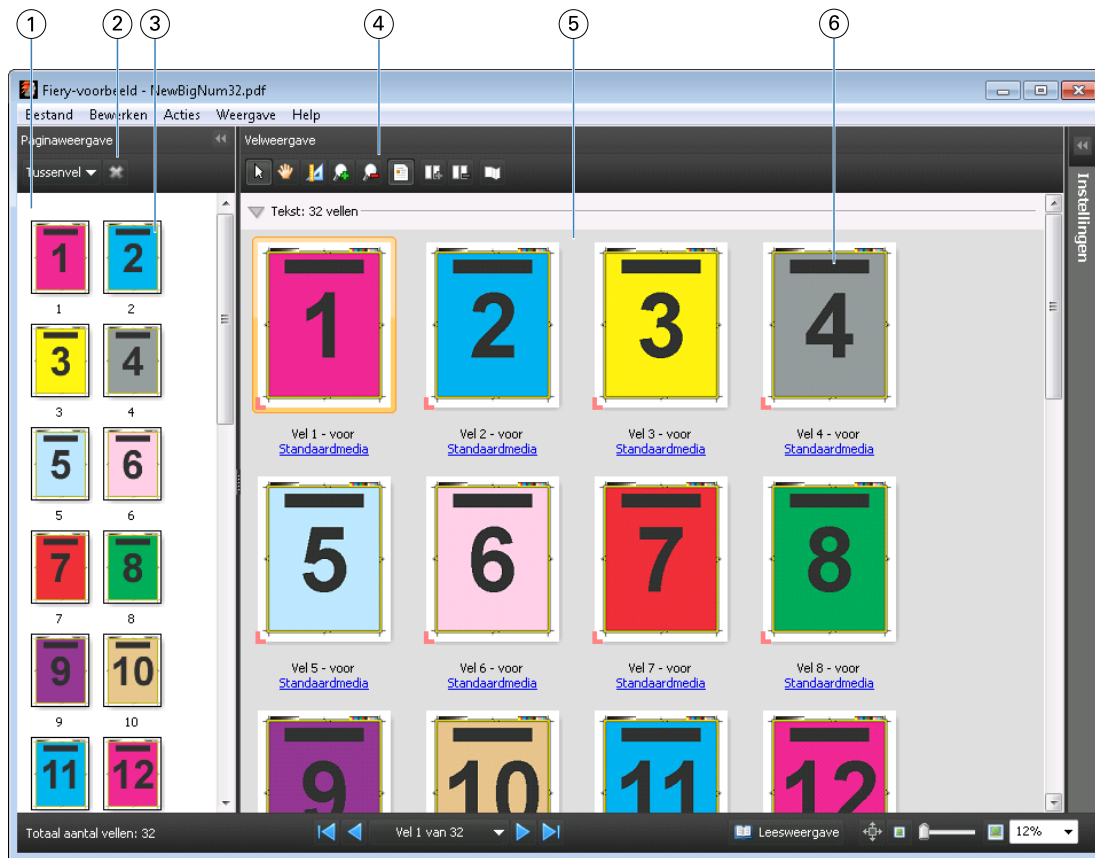 1 2 3 4 5 6
Fiery-voorbeeld - NewBigNum32.pdf
Bestand Bewerken Acties Weergave Help
Paginaweergave
Tussenvel
1 2
1 2
3 4
3 4
5 6
5 6
7 8
7 8
9 10
9 10
11 12
Velweergave
Tekst: 32 vellen
1 2 3 4
Vel 1 - voor Vel 2 - voor Vel 3 - voor Vel 4 - voor
Standaardmedia Standaardmedia Standaardmedia Standaardmedia
5 6 7 8
Vel 5 - voor Vel 6 - voor Vel 7 - voor Vel 8 - voor
Standaardmedia Standaardmedia Standaardmedia Standaardmedia
9 10 11 12
Instellingen
Totaal aantal vellen: 32 Vel 1 van 32 Leesweergave 12%